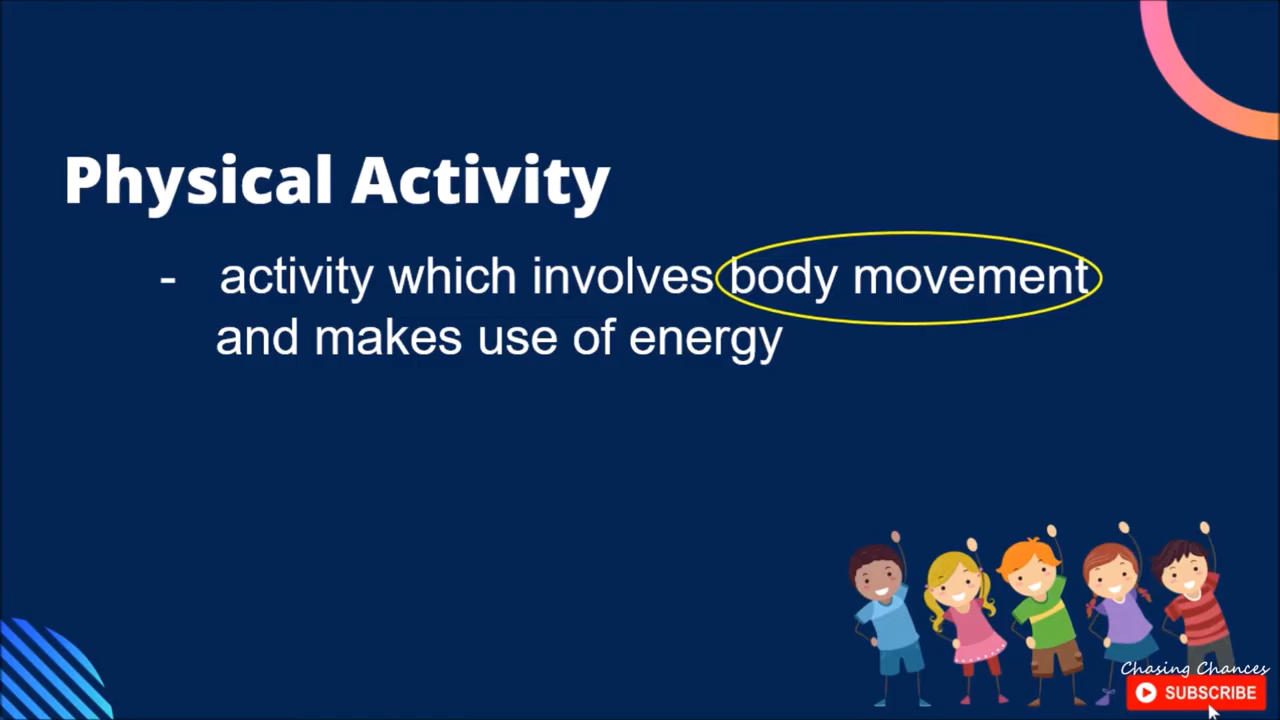 Physical Activity
- activity which involves body movement
and makes use of energy
Chasing Chances
SUBSCRIBE